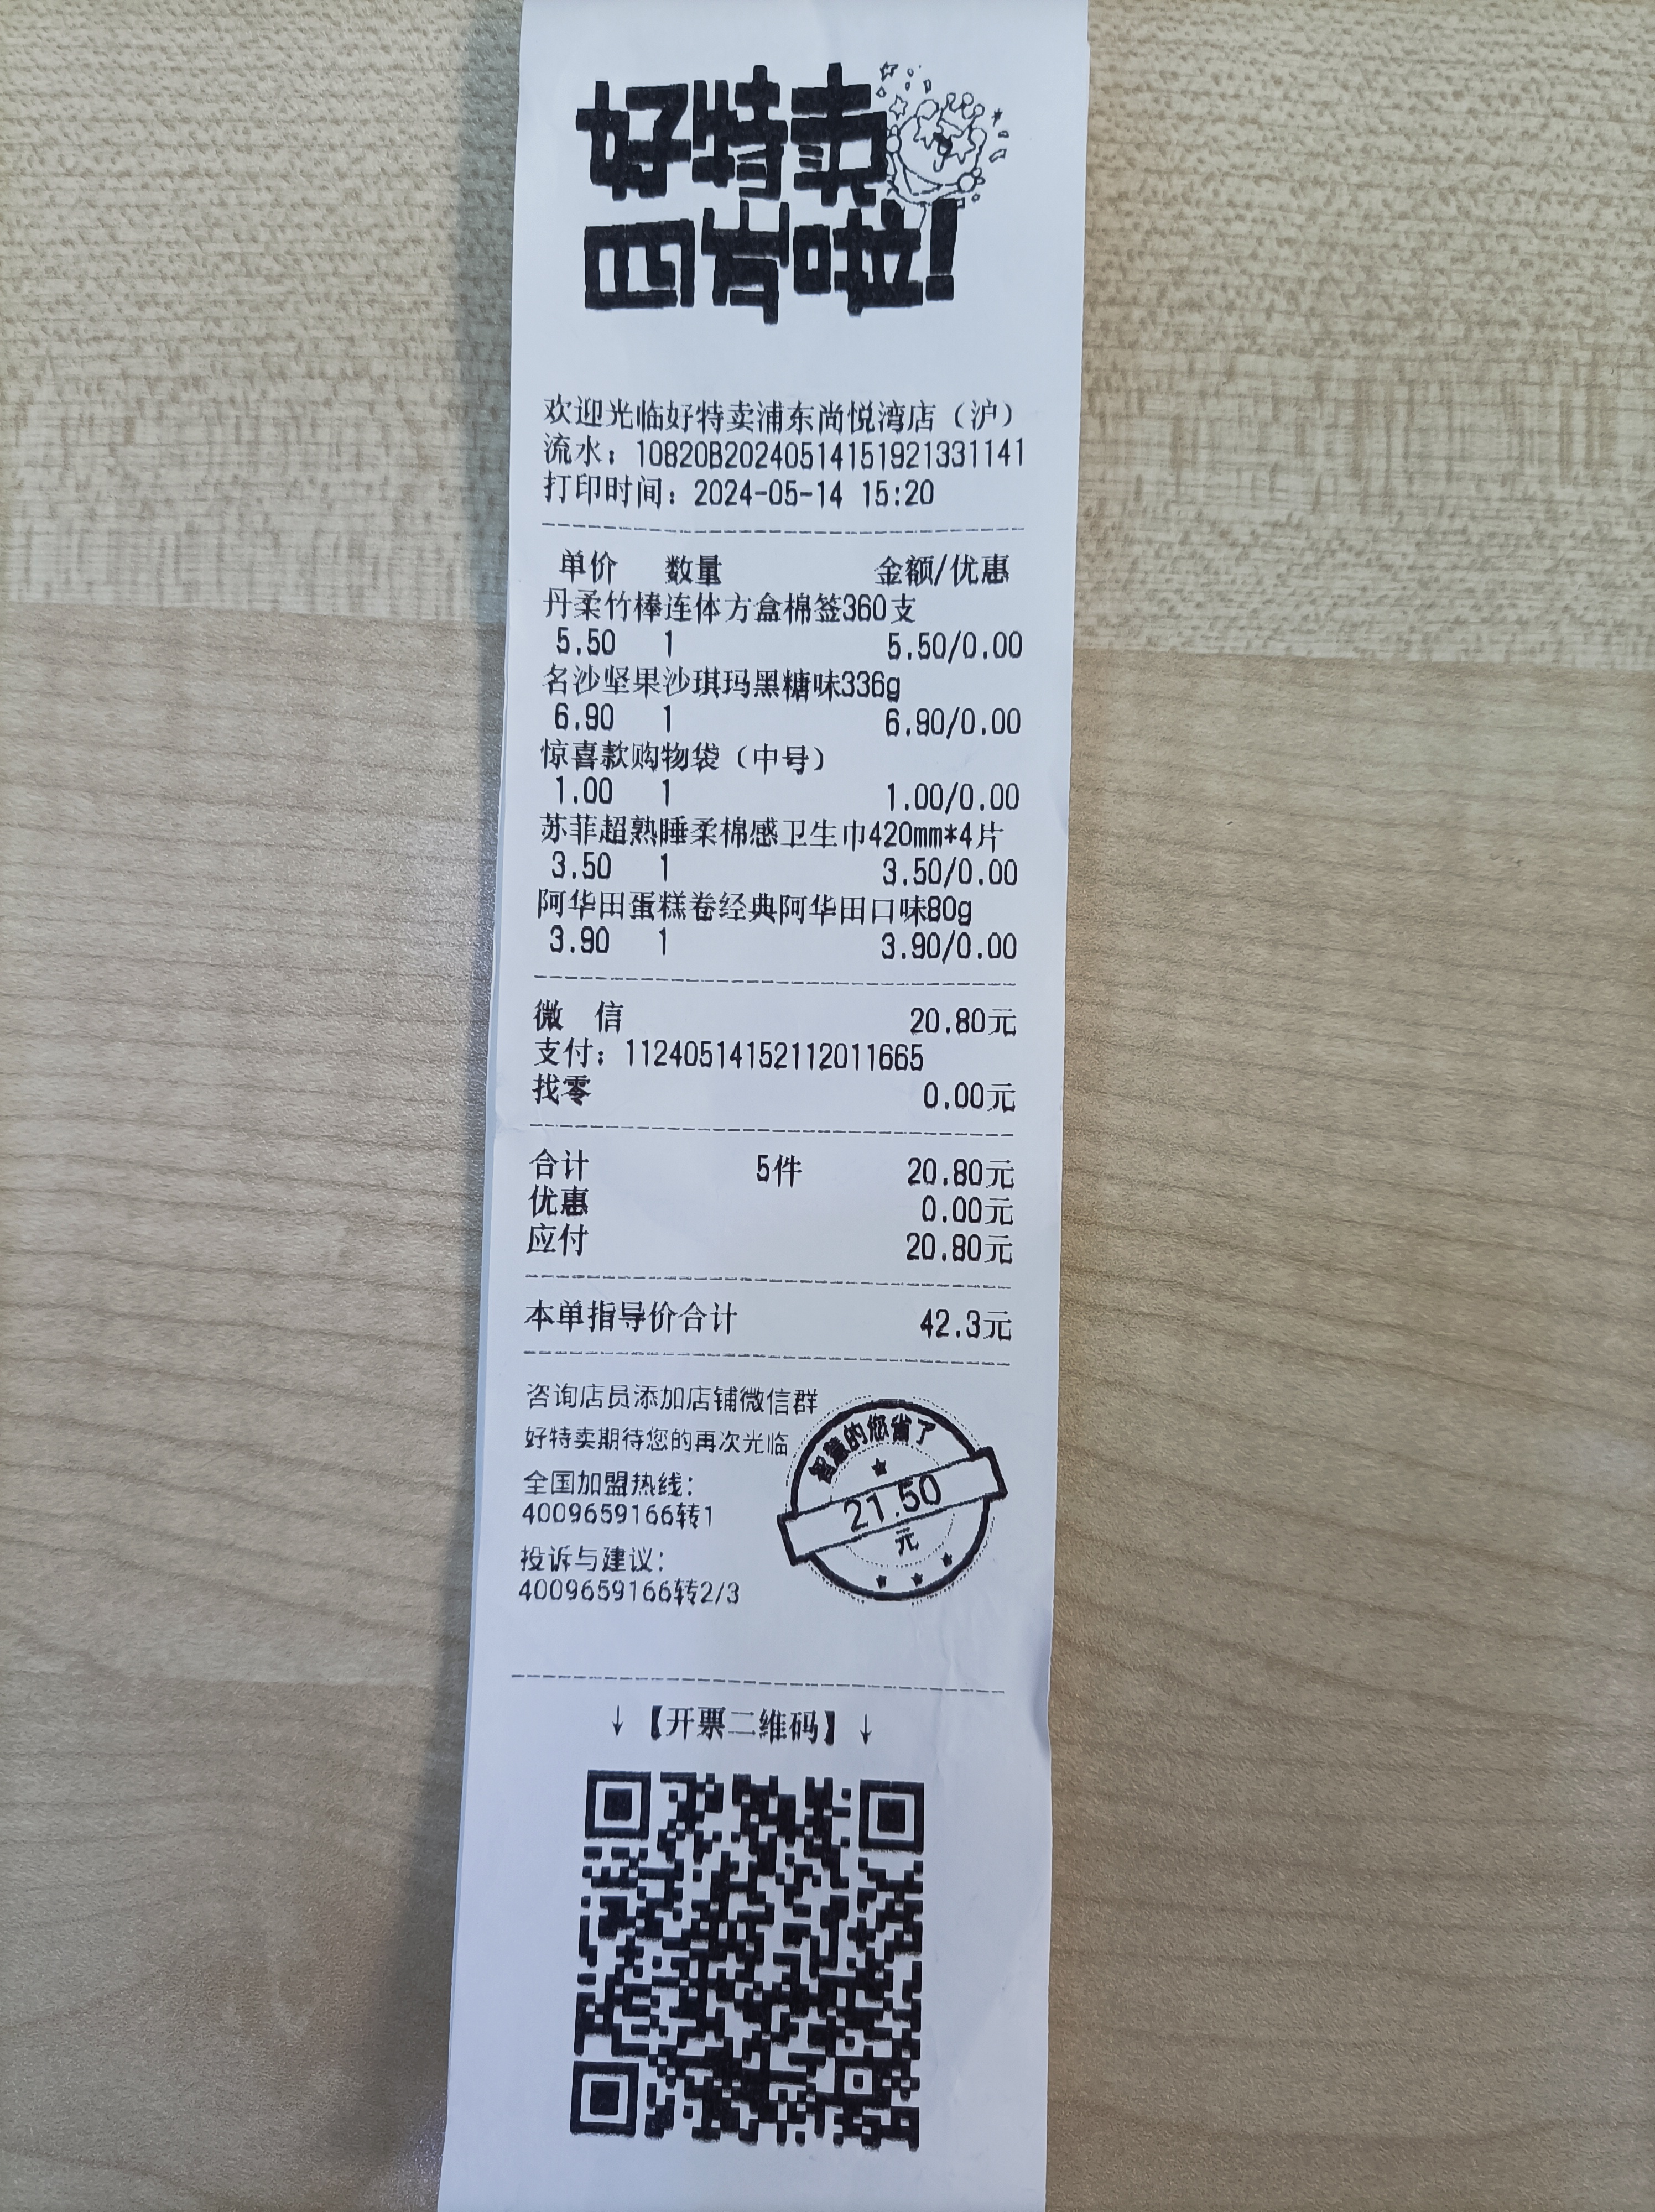 好特卖
四岁啦!
欢迎光临好特卖浦东尚悦湾店（沪）
流水：10820B20240514151921331141
打印时间：2024-05-14 15:20
单价 数量 金额/优惠
丹柔竹棒连体方盒棉签360支
5.50 1 5.50/0.00
名沙坚果沙琪玛黑糖味336g
6.90 1 6.90/0.00
惊喜款购物袋（中号）
1.00 1 1.00/0.00
苏菲超熟睡柔棉感卫生巾420mm*4片
3.50 1 3.50/0.00
阿华田蛋糕卷经典阿华田口味80g
3.90 1 3.90/0.00
微 信 20.80元
支付：11240514152112011665
找零 0.00元
合计 5件 20.80元
优惠 0.00元
应付 20.80元
本单指导价合计 42.3元
咨询店员添加店铺微信群
好特卖期待您的再次光临
全国加盟热线：
4009659166转1
投诉与建议：
4009659166转2/3
智慧的您省了
21.50
元
↓【开票二维码】↓